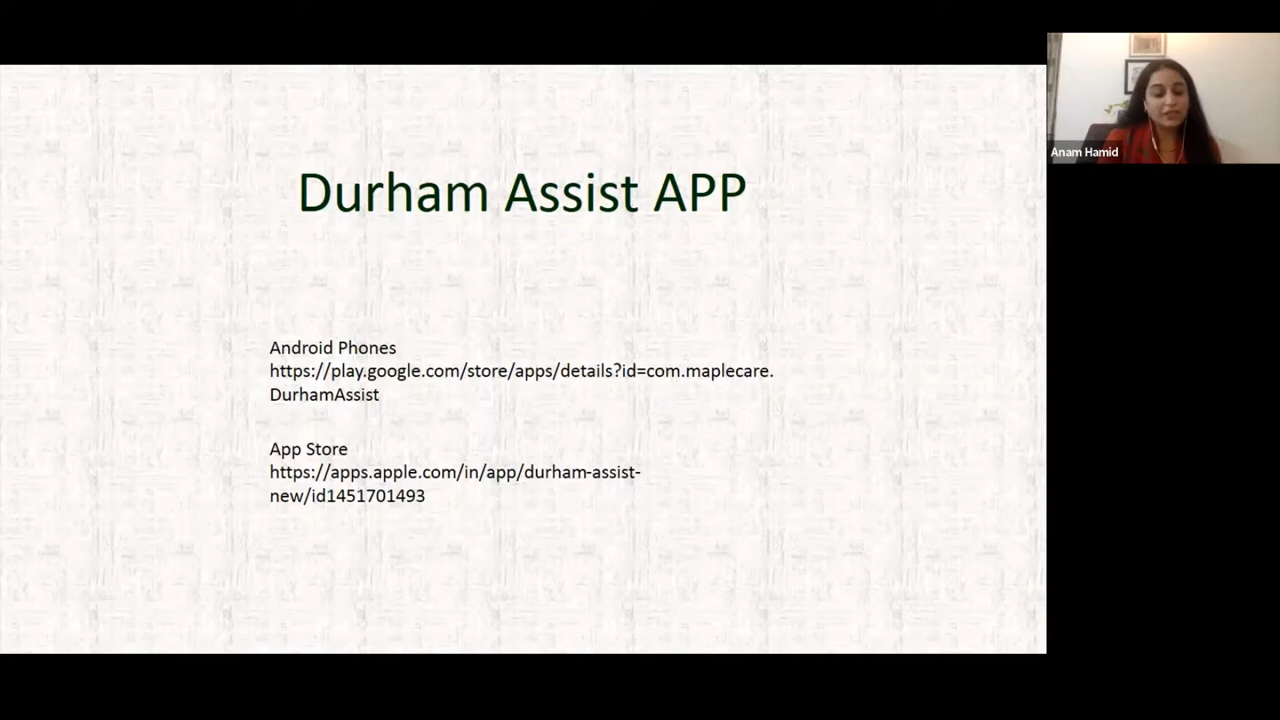 Durham Assist APP
Android Phones
https://play.google.com/store/apps/details?id=com.maplecare.
DurhamAssist
App Store
https://apps.apple.com/in/app/durham-assist-
new/id1451701493
Anam Hamid